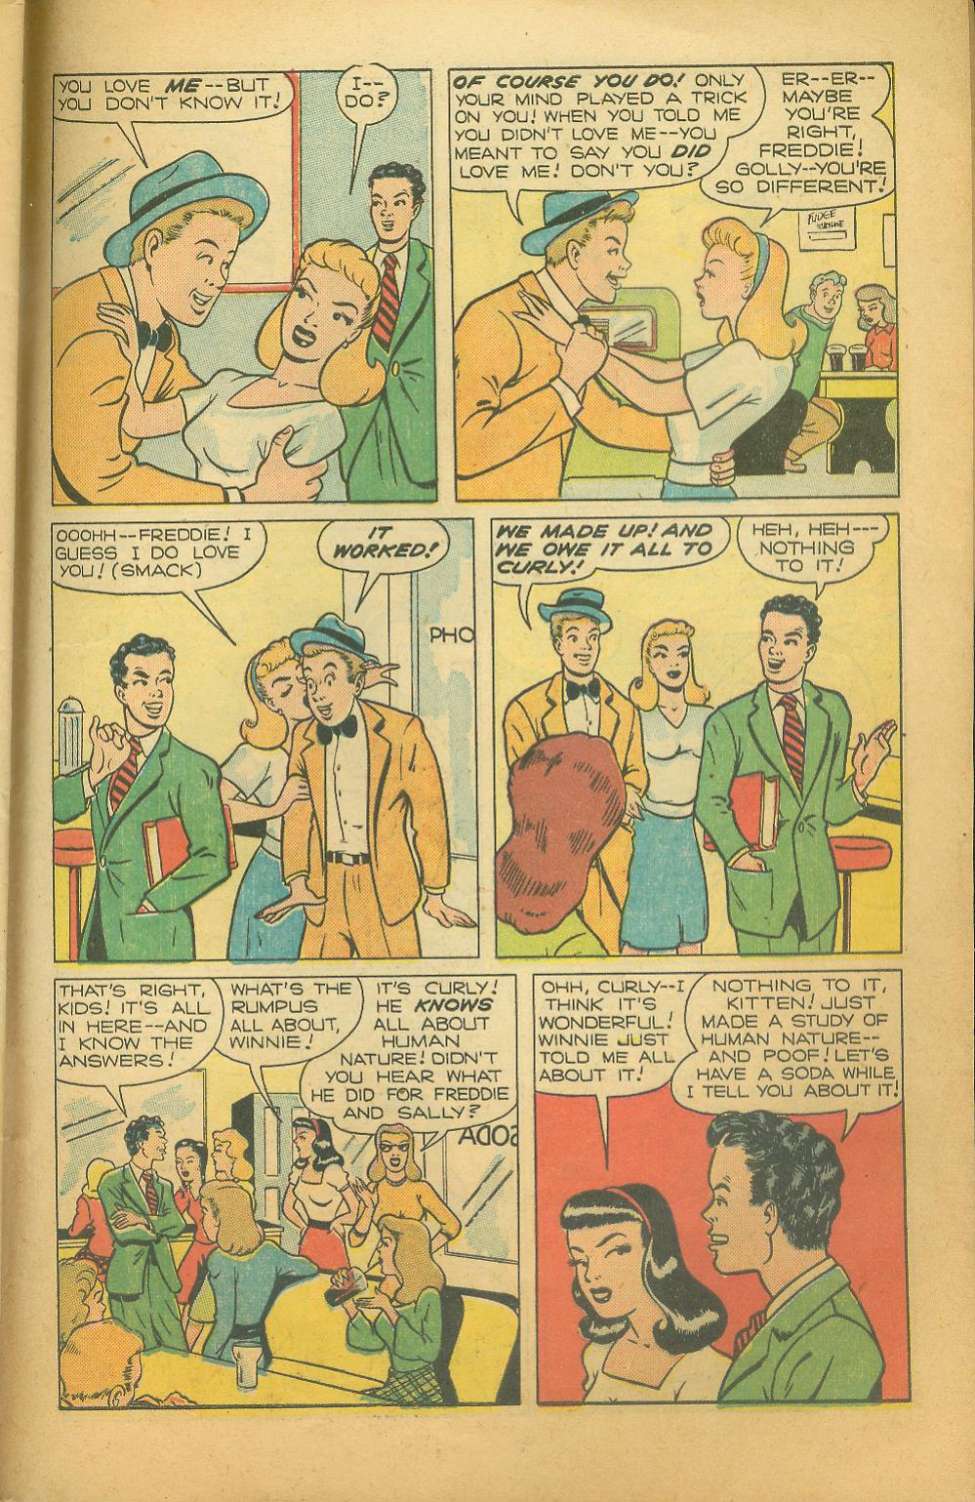 YOU LOVE ME--BUT
YOU DON'T KNOW IT!
I--
DO?
OF COURSE YOU DO! ONLY
YOUR MIND PLAYED A TRICK
ON YOU! WHEN YOU TOLD ME
YOU DIDN'T LOVE ME--YOU
MEANT TO SAY YOU DID
LOVE ME! DON'T YOU?
ER--ER--
MAYBE
YOU'RE
RIGHT,
FREDDIE!
GOLLY--YOU'RE
SO DIFFERENT!
FUDGE
OOOHH--FREDDIE! I
GUESS I DO LOVE
YOU! (SMACK)
IT
WORKED!
PHO
WE MADE UP! AND
WE OWE IT ALL TO
CURLY!
HEH, HEH---
NOTHING
TO IT!
THAT'S RIGHT,
KIDS! IT'S ALL
IN HERE--AND
I KNOW THE
ANSWERS!
WHAT'S THE
RUMPUS
ALL ABOUT,
WINNIE!
IT'S CURLY!
HE KNOWS
ALL ABOUT
HUMAN
NATURE! DIDN'T
YOU HEAR WHAT
HE DID FOR FREDDIE
AND SALLY?
SODA
OHH, CURLY--I
THINK IT'S
WONDERFUL!
WINNIE JUST
TOLD ME ALL
ABOUT IT!
NOTHING TO IT,
KITTEN! JUST
MADE A STUDY OF
HUMAN NATURE--
AND POOF! LET'S
HAVE A SODA WHILE
I TELL YOU ABOUT IT!